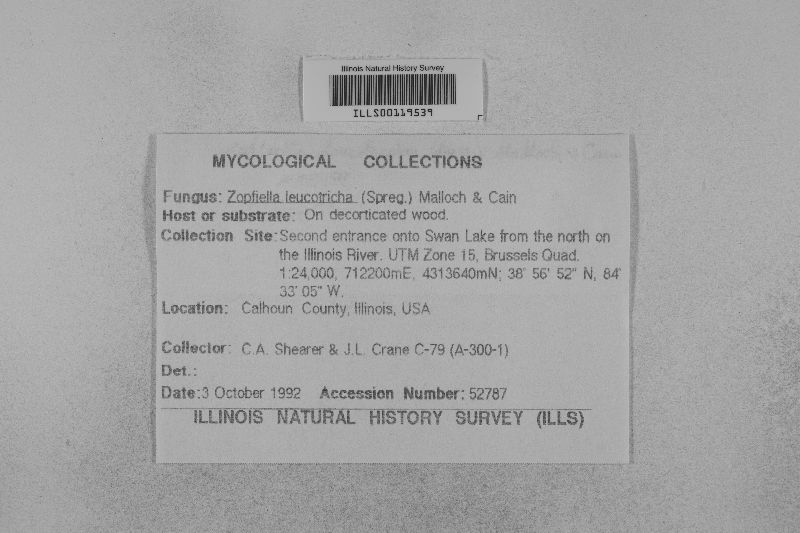 Illinois Natural History Survey
ILLS00119539
MYCOLOGICAL COLLECTIONS
Fungus: Zopfiella leucotricha (Spreg.) Malloch & Cain
Host or substrate: On decorticated wood.
Collection Site: Second entrance onto Swan Lake from the north on
the Illinois River. UTM Zone 15, Brussels Quad.
1:24,000, 712200mE, 4313640mN; 38° 56' 52" N, 84°
33' 05" W.
Location: Calhoun County, Illinois, USA
Collector: C.A. Shearer & J.L. Crane C-79 (A-300-1)
Det.:
Date: 3 October 1992 Accession Number: 52787
ILLINOIS NATURAL HISTORY SURVEY (ILLS)